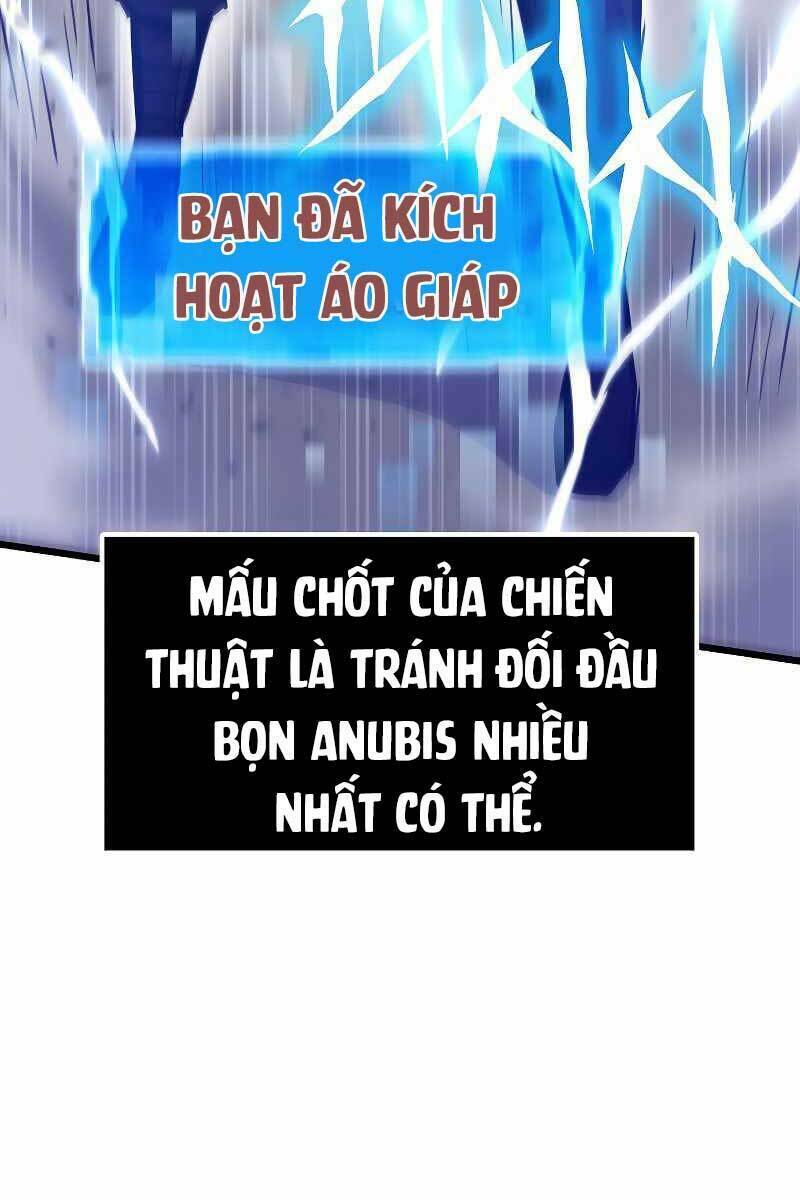 BẠN ĐÃ KÍCH
HOẠT ÁO GIÁP
MẤU CHỐT CỦA CHIẾN
THUẬT LÀ TRÁNH ĐỐI ĐẦU
BỌN ANUBIS NHIỀU
NHẤT CÓ THỂ.